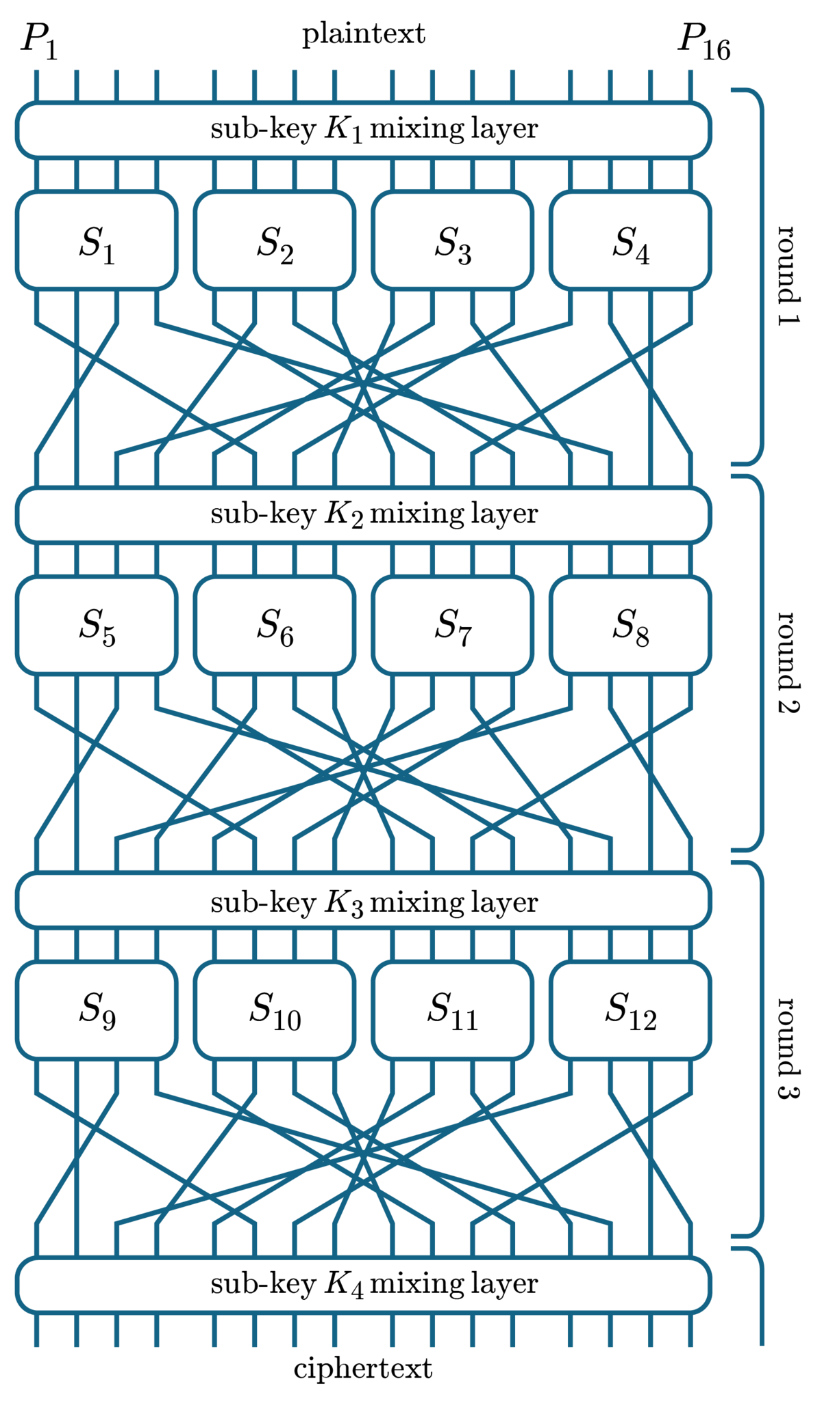 P₁ plaintext P₁₆
sub-key K₁ mixing layer
S₁ S₂ S₃ S₄
round 1
sub-key K₂ mixing layer
S₅ S₆ S₇ S₈
round 2
sub-key K₃ mixing layer
S₉ S₁₀ S₁₁ S₁₂
round 3
sub-key K₄ mixing layer
ciphertext